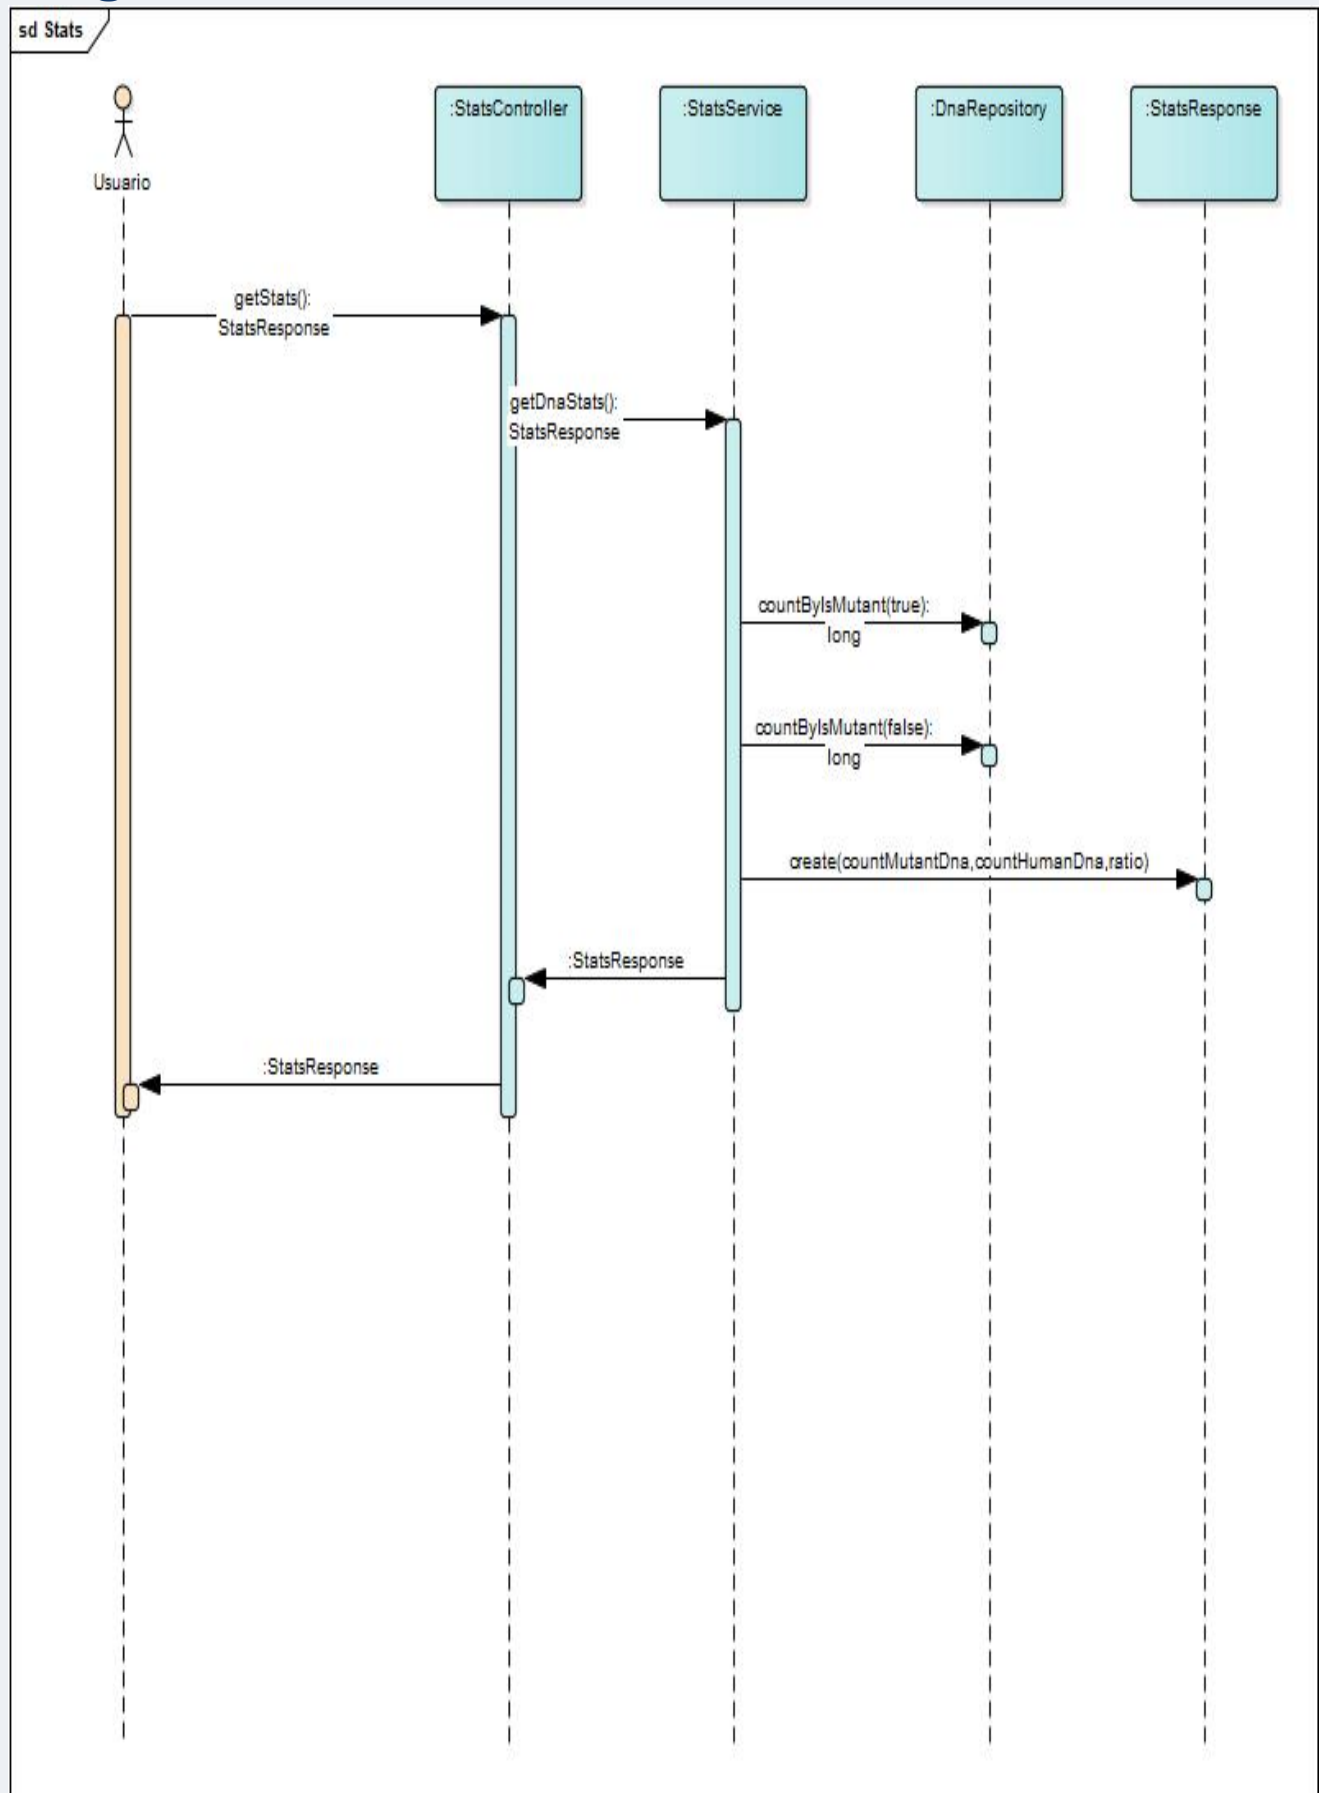 sd Stats
:StatsController
:StatsService
:DnaRepository
:StatsResponse
Usuario
getStats():
StatsResponse
getDnaStats():
StatsResponse
countByIsMutant(true):
long
countByIsMutant(false):
long
create(countMutantDna,countHumanDna,ratio)
:StatsResponse
:StatsResponse